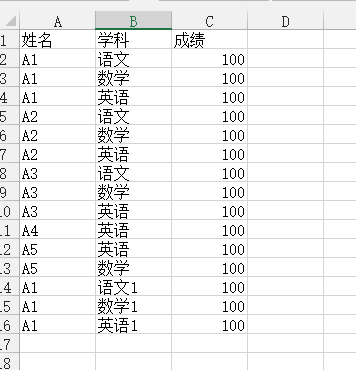 A B C D E
1 姓名 学科 成绩
2 A1 语文 100
3 A1 数学 100
4 A1 英语 100
5 A2 语文 100
6 A2 数学 100
7 A2 英语 100
8 A3 语文 100
9 A3 数学 100
10 A3 英语 100
11 A4 英语 100
12 A5 英语 100
13 A5 数学 100
14 A1 语文1 100
15 A1 数学1 100
16 A1 英语1 100
17
18